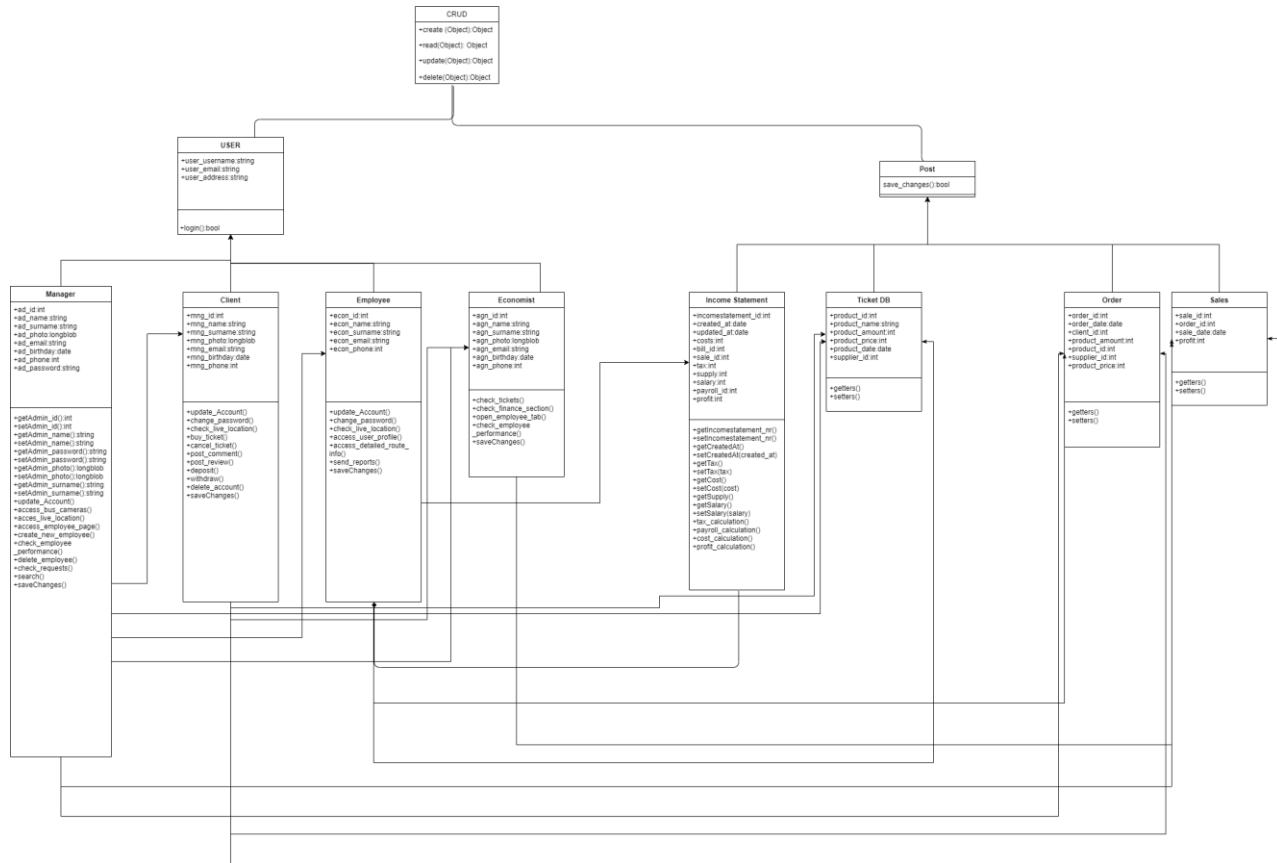 CRUD
+create (Object):Object
+read(Object): Object
+update(Object):Object
+delete(Object):Object
USER
+user_username:string
+user_email:string
+user_address:string
+login():bool
Post
save_changes():bool
Manager
+ad_id:int
+ad_name:string
+ad_surname:string
+ad_photo:longblob
+ad_email:string
+ad_birthday:date
+ad_phone:int
+ad_password:string
+getAdmin_id():int
+setAdmin_id():int
+getAdmin_name():string
+setAdmin_name():string
+getAdmin_password():string
+setAdmin_password():string
+getAdmin_photo():longblob
+setAdmin_photo():longblob
+getAdmin_surname():string
+setAdmin_surname():string
+update_Account()
+access_bus_cameras()
+acces_live_location()
+access_employee_page()
+create_new_employee()
+check_employee
_performance()
+delete_employee()
+check_requests()
+search()
+saveChanges()
Client
+mng_id:int
+mng_name:string
+mng_surname:string
+mng_photo:longblob
+mng_email:string
+mng_birthday:date
+mng_phone:int
+update_Account()
+change_password()
+check_live_location()
+buy_ticket()
+cancel_ticket()
+post_comment()
+post_review()
+deposit()
+withdraw()
+delete_account()
+saveChanges()
Employee
+econ_id:int
+econ_name:string
+econ_surname:string
+econ_email:string
+econ_phone:int
+update_Account()
+change_password()
+check_live_location()
+access_user_profile()
+access_detailed_route_
info()
+send_reports()
+saveChanges()
Economist
+agn_id:int
+agn_name:string
+agn_surname:string
+agn_photo:longblob
+agn_email:string
+agn_birthday:date
+agn_phone:int
+check_tickets()
+check_finance_section()
+open_employee_tab()
+check_employee
_performance()
+saveChanges()
Income Statement
+incomestatement_id:int
+created_at:date
+updated_at:date
+costs:int
+bill_id:int
+sale_id:int
+tax:int
+supply:int
+salary:int
+payroll_id:int
+profit:int
+getIncomestatement_nr()
+setIncomestatement_nr()
+getCreatedAt()
+setCreatedAt(created_at)
+getTax()
+setTax(tax)
+getCost()
+setCost(cost)
+getSupply()
+getSalary()
+setSalary(salary)
+tax_calculation()
+payroll_calculation()
+cost_calculation()
+profit_calculation()
Ticket DB
+product_id:int
+product_name:string
+product_amount:int
+product_price:int
+product_date:date
+supplier_id:int
+getters()
+setters()
Order
+order_id:int
+order_date:date
+client_id:int
+product_amount:int
+product_id:int
+supplier_id:int
+product_price:int
+getters()
+setters()
Sales
+sale_id:int
+order_id:int
+sale_date:date
+profit:int
+getters()
+setters()